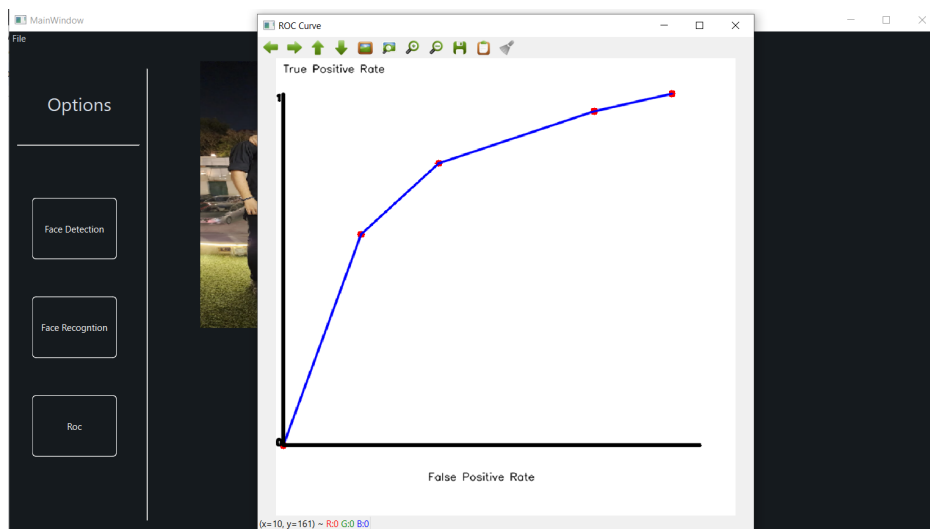 MainWindow
File
Options
Face Detection
Face Recogntion
Roc
ROC Curve
True Positive Rate
1
0
False Positive Rate
(x=10, y=161) ~ R:0 G:0 B:0